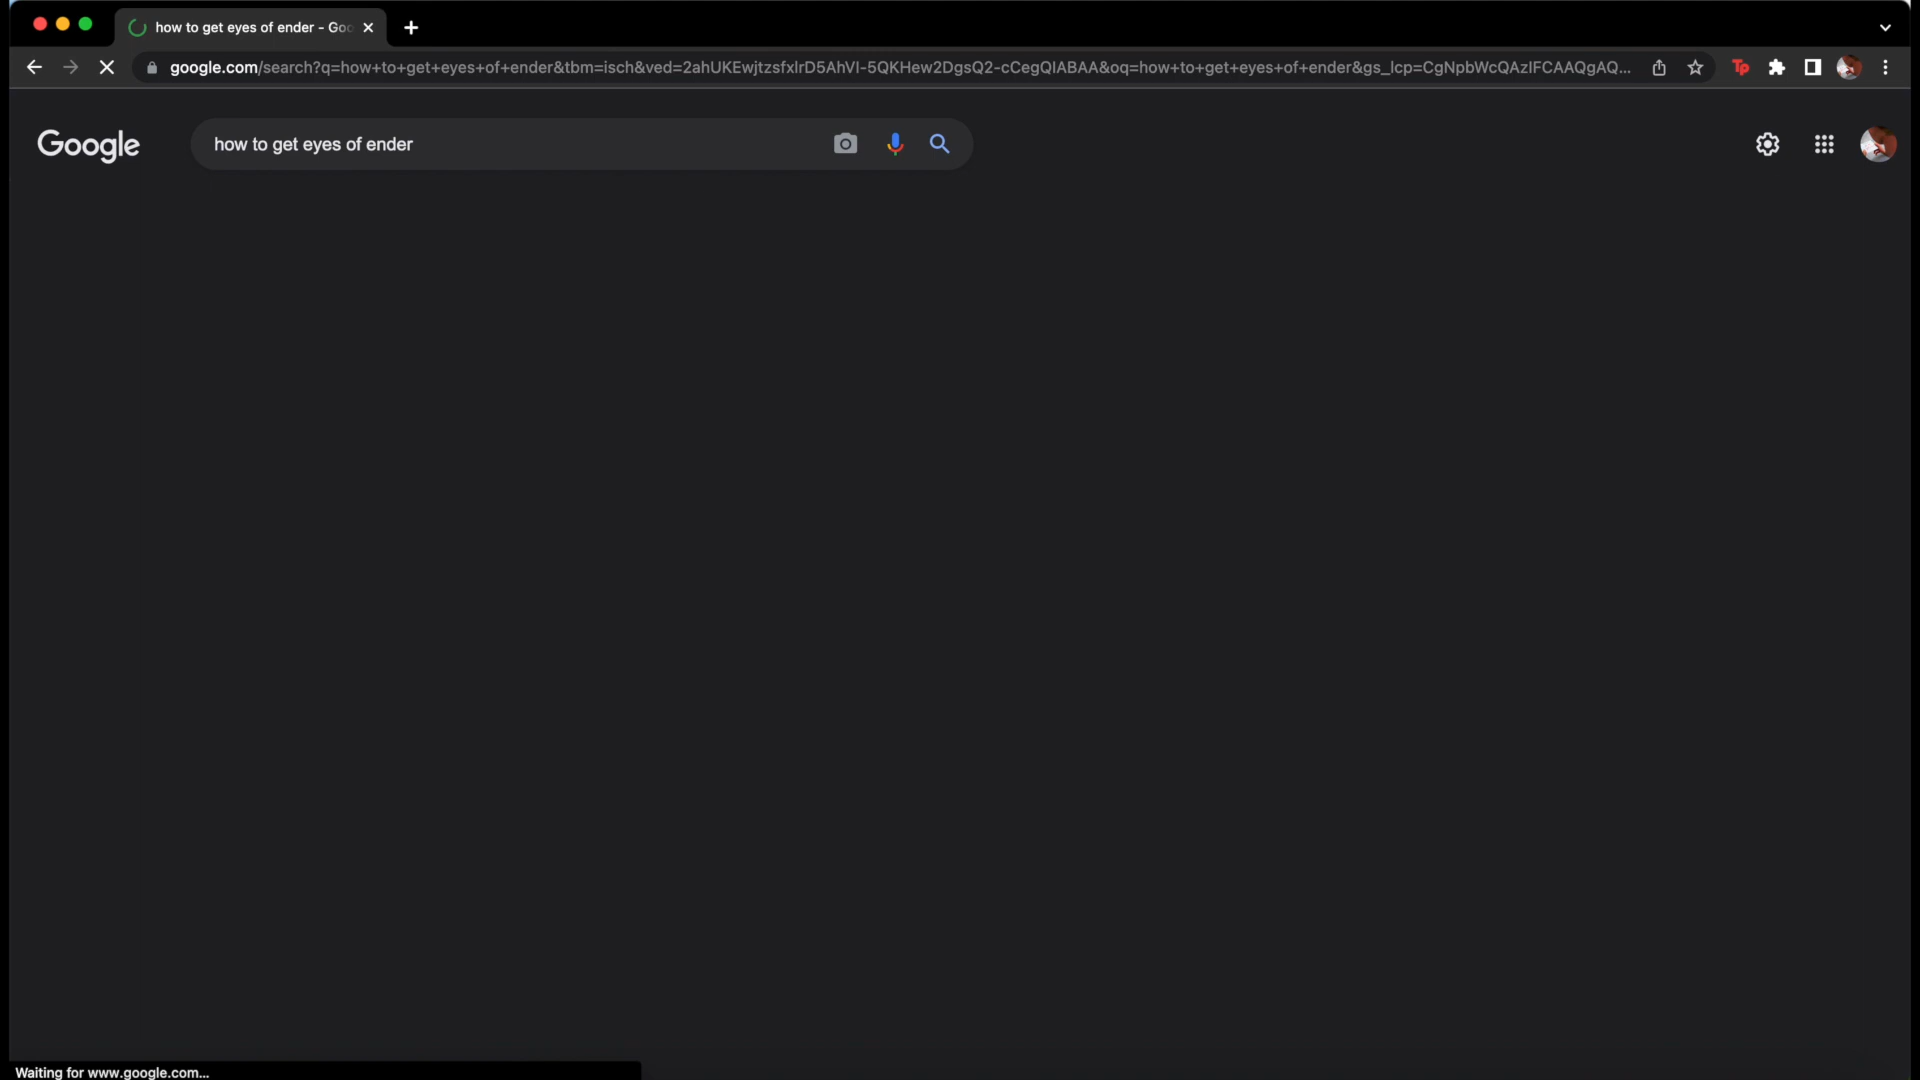 how to get eyes of ender - Goo
google.com/search?q=how+to+get+eyes+of+ender&tbm=isch&ved=2ahUKEwjtzsfxlrD5AhVI-5QKHew2DgsQ2-cCegQIABAA&oq=how+to+get+eyes+of+ender&gs_lcp=CgNpbWcQAzIFCAAQgAQ...
Tp
Google
how to get eyes of ender
Waiting for www.google.com...